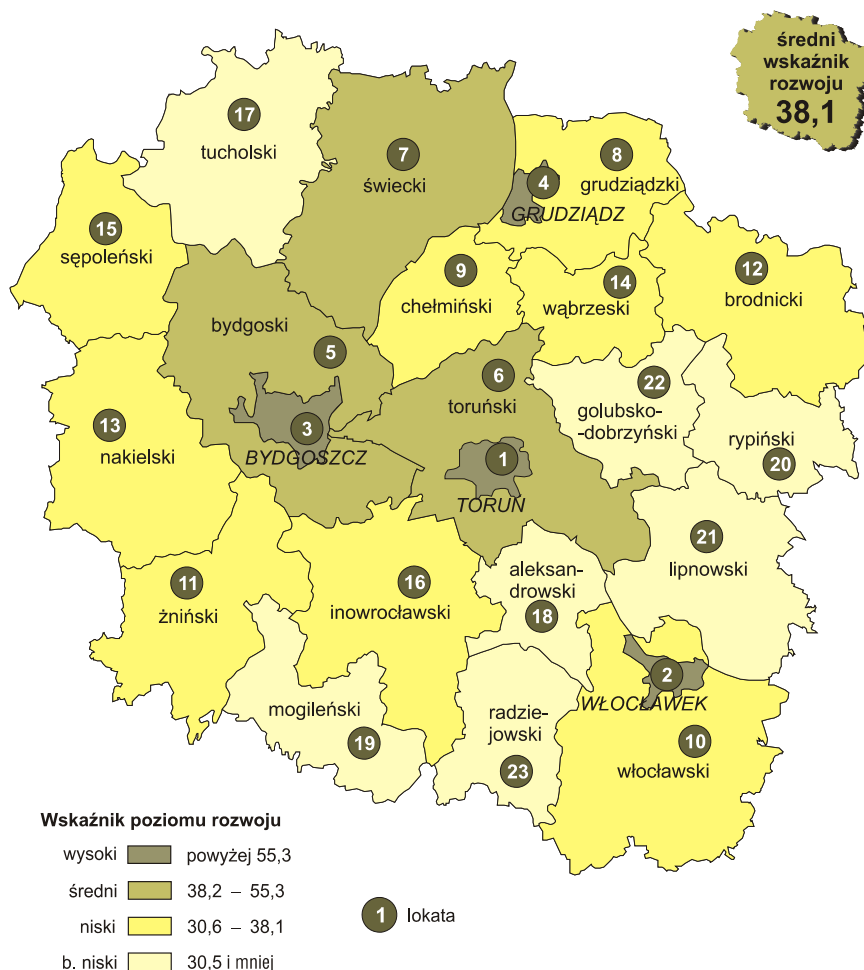 średni
wskaźnik
rozwoju
38,1
17
tucholski
7
święcki
8
grudziądzki
4
GRUDZIĄDZ
15
sępoleński
9
chełmiński
14
wąbrzeski
12
brodnicki
bydgoski
5
6
toruński
22
golubsko-
-dobrzyński
rypiński
20
13
nakielski
3
BYDGOSZCZ
1
TORUŃ
21
lipnowski
11
żniński
16
inowrocławski
aleksan-
drowski
18
2
WŁOCŁAWEK
mogileński
19
radzie-
jowski
23
10
włocławski
Wskaźnik poziomu rozwoju
wysoki powyżej 55,3
średni 38,2 – 55,3
niski 30,6 – 38,1
b. niski 30,5 i mniej
1 lokata